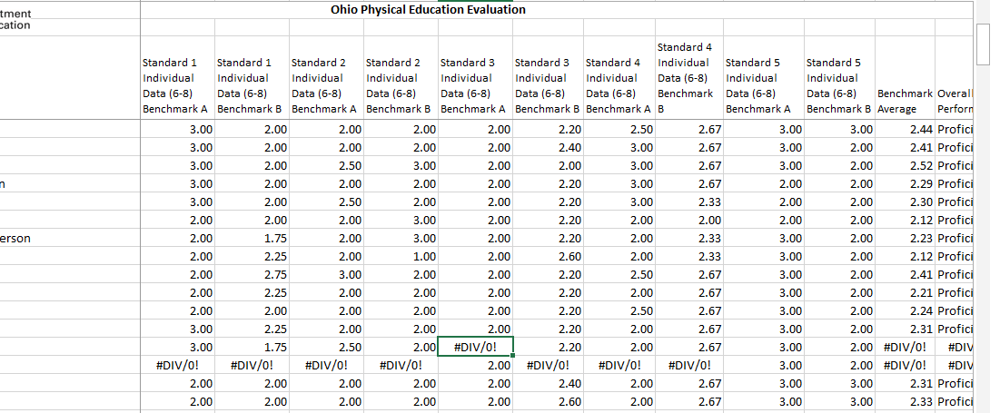 tment Ohio Physical Education Evaluation
cation
Standard 1 Individual Data (6-8) Benchmark A Standard 1 Individual Data (6-8) Benchmark B Standard 2 Individual Data (6-8) Benchmark A Standard 2 Individual Data (6-8) Benchmark B Standard 3 Individual Data (6-8) Benchmark A Standard 3 Individual Data (6-8) Benchmark B Standard 4 Individual Data (6-8) Benchmark A Standard 4 Individual Data (6-8) Benchmark B Standard 5 Individual Data (6-8) Benchmark A Standard 5 Individual Data (6-8) Benchmark B Benchmark Average Overall Perform
3.00 2.00 2.00 2.00 2.00 2.20 2.50 2.67 3.00 3.00 2.44 Profici
3.00 2.00 2.00 2.00 2.00 2.40 3.00 2.67 3.00 2.00 2.41 Profici
3.00 2.00 2.50 3.00 2.00 2.00 3.00 2.67 3.00 2.00 2.52 Profici
n 3.00 2.00 2.00 2.00 2.00 2.20 3.00 2.67 2.00 2.00 2.29 Profici
3.00 2.00 2.50 2.00 2.00 2.20 3.00 2.33 2.00 2.00 2.30 Profici
2.00 2.00 2.00 3.00 2.00 2.20 2.00 2.00 2.00 2.00 2.12 Profici
erson 2.00 1.75 2.00 3.00 2.00 2.20 2.00 2.33 3.00 2.00 2.23 Profici
2.00 2.25 2.00 1.00 2.00 2.60 2.00 2.33 3.00 2.00 2.12 Profici
2.00 2.75 3.00 2.00 2.00 2.20 2.50 2.67 3.00 2.00 2.41 Profici
2.00 2.25 2.00 2.00 2.00 2.20 2.00 2.67 3.00 2.00 2.21 Profici
2.00 2.00 2.00 2.00 2.00 2.20 2.50 2.67 3.00 2.00 2.24 Profici
3.00 2.25 2.00 2.00 2.00 2.20 2.00 2.67 3.00 2.00 2.31 Profici
3.00 1.75 2.50 2.00 #DIV/0! 2.20 2.00 2.67 3.00 2.00 #DIV/0! #DIV
#DIV/0! #DIV/0! #DIV/0! #DIV/0! 2.00 #DIV/0! #DIV/0! #DIV/0! 3.00 2.00 #DIV/0! #DIV
2.00 2.00 2.00 2.00 2.00 2.40 2.00 2.67 3.00 3.00 2.31 Profici
2.00 2.00 2.00 2.00 2.00 2.60 2.00 2.67 3.00 3.00 2.33 Profici